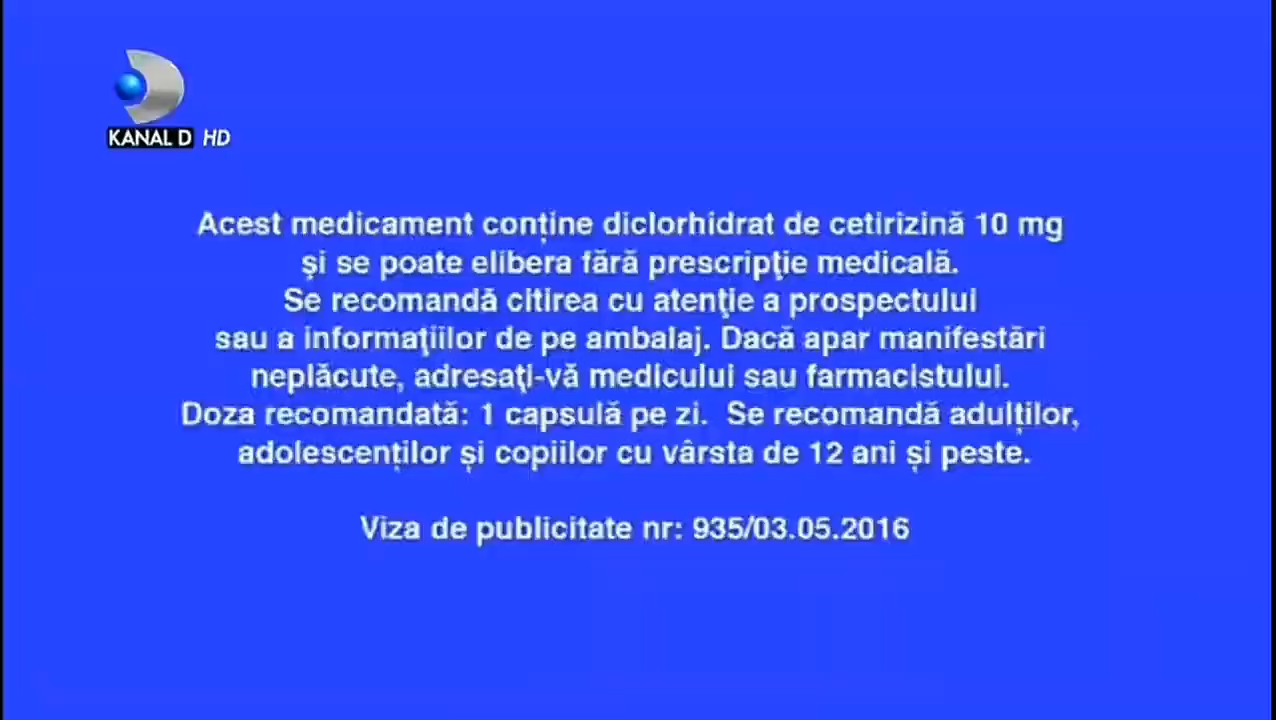 KANAL D HD
Acest medicament conține diclorhidrat de cetirizină 10 mg
şi se poate elibera fără prescripţie medicală.
Se recomandă citirea cu atenţie a prospectului
sau a informaţiilor de pe ambalaj. Dacă apar manifestări
neplăcute, adresaţi-vă medicului sau farmacistului.
Doza recomandată: 1 capsulă pe zi.  Se recomandă adulților,
adolescenților și copiilor cu vârsta de 12 ani și peste.
Viza de publicitate nr: 935/03.05.2016